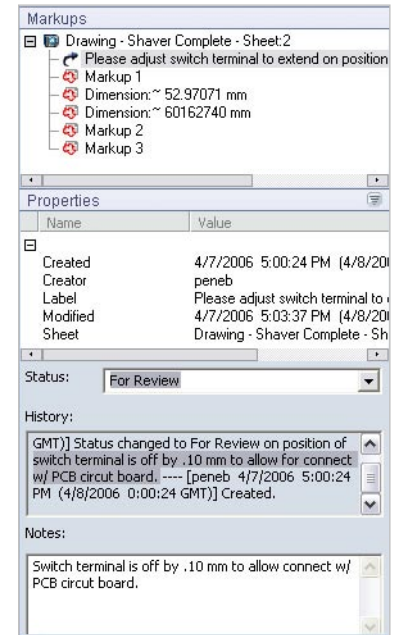 Markups
Drawing - Shaver Complete - Sheet:2
Please adjust switch terminal to extend on position
Markup 1
Dimension:~ 52.97071 mm
Dimension:~ 60162740 mm
Markup 2
Markup 3
Properties
Name Value
Created 4/7/2006 5:00:24 PM (4/8/20
Creator peneb
Label Please adjust switch terminal to
Modified 4/7/2006 5:03:37 PM (4/8/20
Sheet Drawing - Shaver Complete - Sh
Status: For Review
History:
GMT)] Status changed to For Review on position of
switch terminal is off by .10 mm to allow for connect
w/ PCB circut board. ---- [peneb 4/7/2006 5:00:24
PM (4/8/2006 0:00:24 GMT)] Created.
Notes:
Switch terminal is off by .10 mm to allow connect w/
PCB circut board.